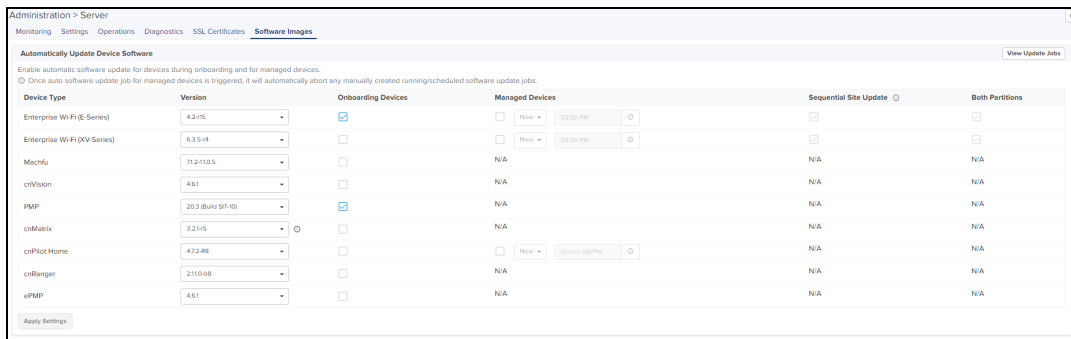 Administration > Server
Monitoring Settings Operations Diagnostics SSL Certificates Software Images
Automatically Update Device Software View Update Jobs
Enable automatic software update for devices during onboarding and for managed devices.
Once auto software update job for managed devices is triggered, it will automatically abort any manually created running/scheduled software update jobs.
Device Type Version Onboarding Devices Managed Devices Sequential Site Update Both Partitions
Enterprise Wi-Fi (E-Series) 4.2-r15 Now 03:00 PM
Enterprise Wi-Fi (XV-Series) 6.3.5-r4 Now 03:00 PM
Machfu 7.1.2-1.1.0.5 N/A N/A N/A
cnVision 4.6.1 N/A N/A N/A
PMP 20.3 (Build SIT-10) N/A N/A N/A
cnMatrix 3.2.1-r5 N/A N/A N/A
cnPilot Home 4.7.2-R8 Now hh:mm AM/PM N/A N/A
cnRanger 2.1.1.0-b8 N/A N/A N/A
ePMP 4.6.1 N/A N/A N/A
Apply Settings